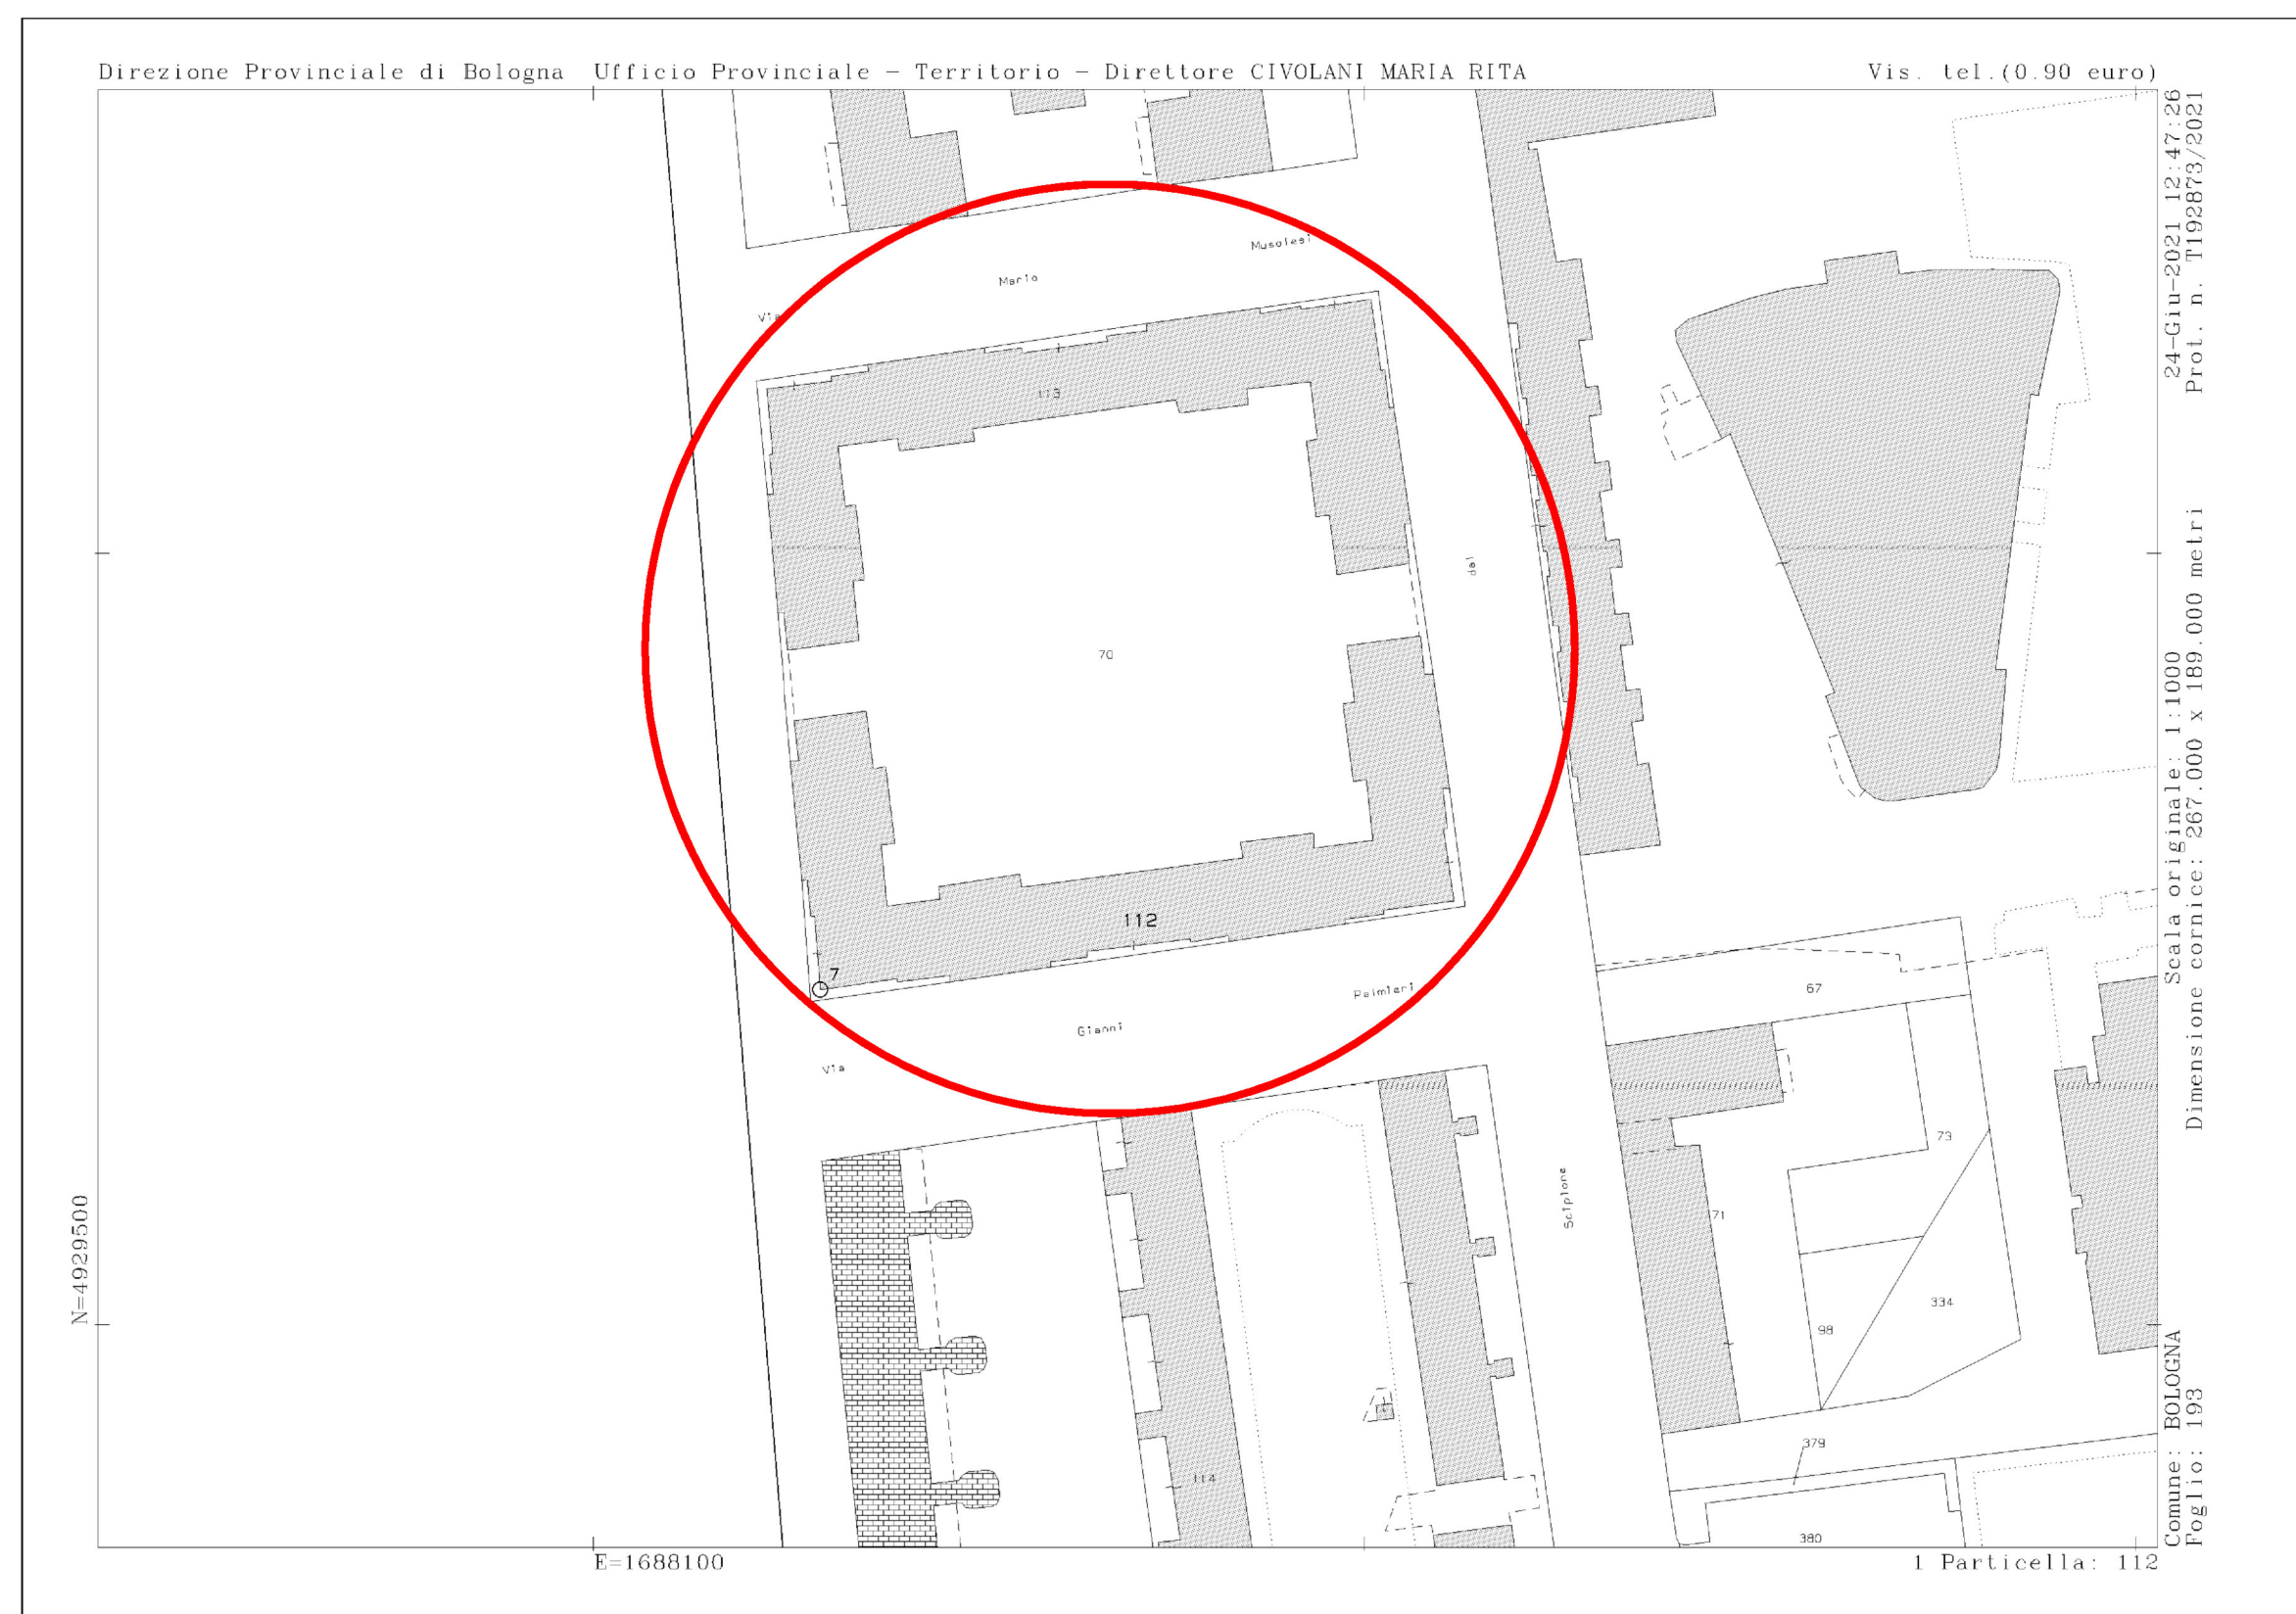 Direzione Provinciale di Bologna Ufficio Provinciale - Territorio - Direttore CIVOLANI MARIA RITA
Vis. tel.(0.90 euro)
24-Giu-2021 12:47:26
Prot. n. T192873/2021
Scala originale: 1:1000
Dimensione cornice: 267.000 x 189.000 metri
Comune: BOLOGNA
Foglio: 193
N=4929500
E=1688100
1 Particella: 112
Via
Mario
Musolesi
113
70
dal
112
7
Via
Gianni
Palmieri
Scipione
67
73
71
334
98
114
379
380